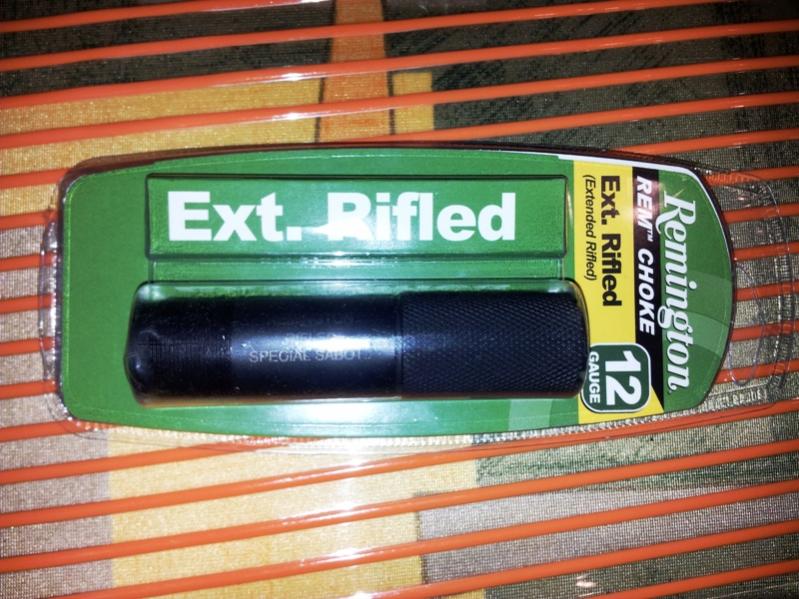 Ext. Rifled
SPECIAL SABOT
Remington
REM™ CHOKE
Ext. Rifled
(Extended Rifled)
12
GAUGE